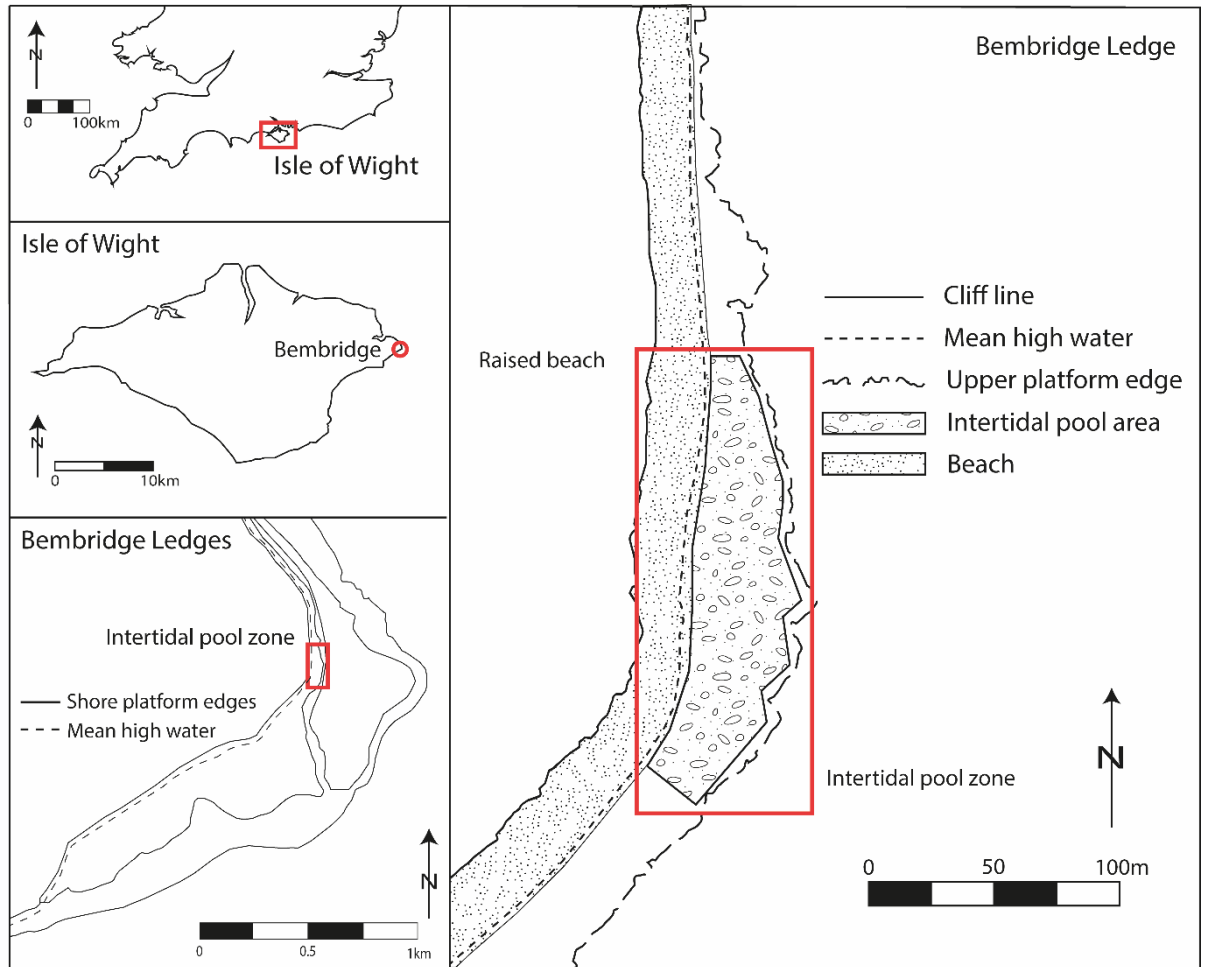 N
0 100km
Isle of Wight
Isle of Wight
Bembridge
N
0 10km
Bembridge Ledges
Intertidal pool zone
Shore platform edges
Mean high water
N
0 0.5 1km
Bembridge Ledge
Raised beach
Cliff line
Mean high water
Upper platform edge
Intertidal pool area
Beach
N
Intertidal pool zone
0 50 100m